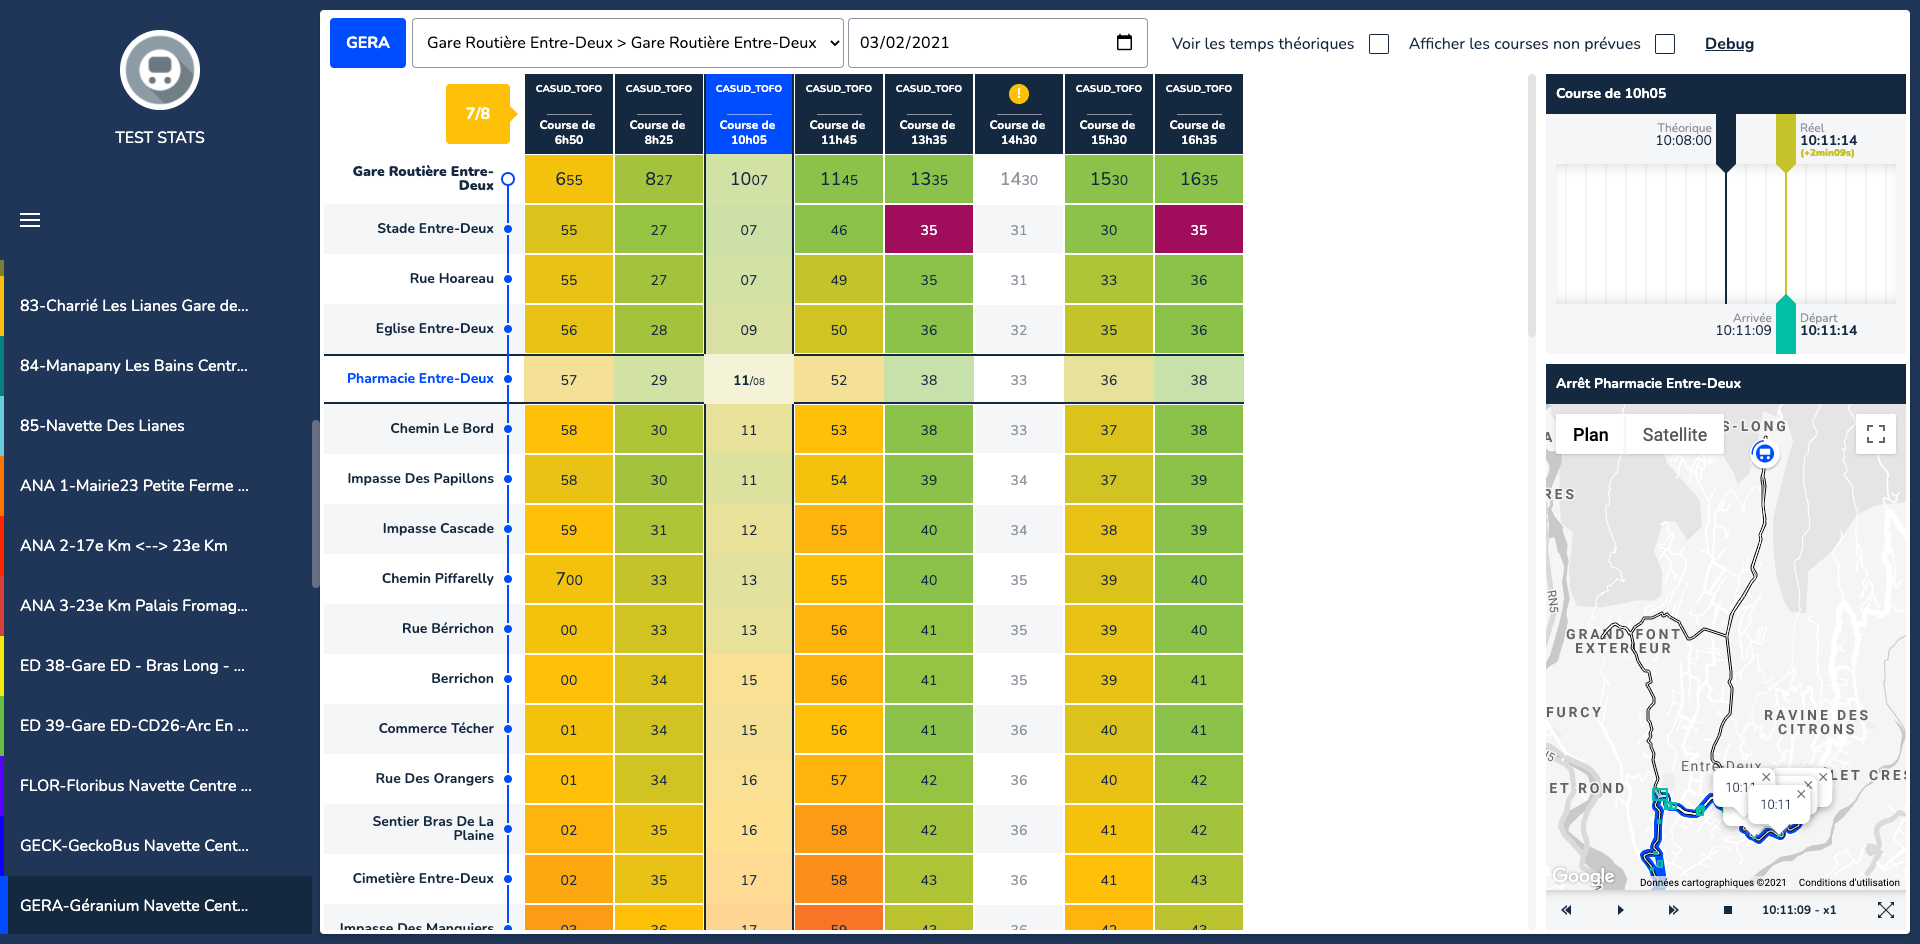 TEST STATS
83-Charrié Les Lianes Gare de...
84-Manapany Les Bains Centr...
85-Navette Des Lianes
ANA 1-Mairie23 Petite Ferme ...
ANA 2-17e Km <--> 23e Km
ANA 3-23e Km Palais Fromag...
ED 38-Gare ED - Bras Long - ...
ED 39-Gare ED-CD26-Arc En ...
FLOR-Floribus Navette Centre ...
GECK-GeckoBus Navette Cent...
GERA-Géranium Navette Cent...
GERA Gare Routière Entre-Deux > Gare Routière Entre-Deux 03/02/2021 Voir les temps théoriques Afficher les courses non prévues Debug
7/8
CASUD_TOFO CASUD_TOFO CASUD_TOFO CASUD_TOFO CASUD_TOFO ! CASUD_TOFO CASUD_TOFO
Course de Course de Course de Course de Course de Course de Course de Course de
6h50 8h25 10h05 11h45 13h35 14h30 15h30 16h35
Gare Routière Entre-
Deux 655 827 1007 1145 1335 1430 1530 1635
Stade Entre-Deux 55 27 07 46 35 31 30 35
Rue Hoareau 55 27 07 49 35 31 33 36
Eglise Entre-Deux 56 28 09 50 36 32 35 36
Pharmacie Entre-Deux 57 29 11/08 52 38 33 36 38
Chemin Le Bord 58 30 11 53 38 33 37 38
Impasse Des Papillons 58 30 11 54 39 34 37 39
Impasse Cascade 59 31 12 55 40 34 38 39
Chemin Piffarelly 700 33 13 55 40 35 39 40
Rue Bérrichon 00 33 13 56 41 35 39 40
Berrichon 00 34 15 56 41 35 39 41
Commerce Técher 01 34 15 56 41 36 40 41
Rue Des Orangers 01 34 16 57 42 36 40 42
Sentier Bras De La
Plaine 02 35 16 58 42 36 41 42
Cimetière Entre-Deux 02 35 17 58 43 36 41 43
Impasse Des Manguiers 03 36 17 59 43 36 42 43
Course de 10h05
Théorique
10:08:00
Réel
10:11:14
(+2min09s)
Arrivée
10:11:09
Départ
10:11:14
Arrêt Pharmacie Entre-Deux
Plan Satellite
S-LONG
RES
RN5
GRAND FONT
EXTERIEUR
FURCY
RAVINE DES
CITRONS
N5
Entre-Deux
LET CRES
ET ROND
10:11
10:11
Google
Données cartographiques ©2021 Conditions d'utilisation
10:11:09 - x1